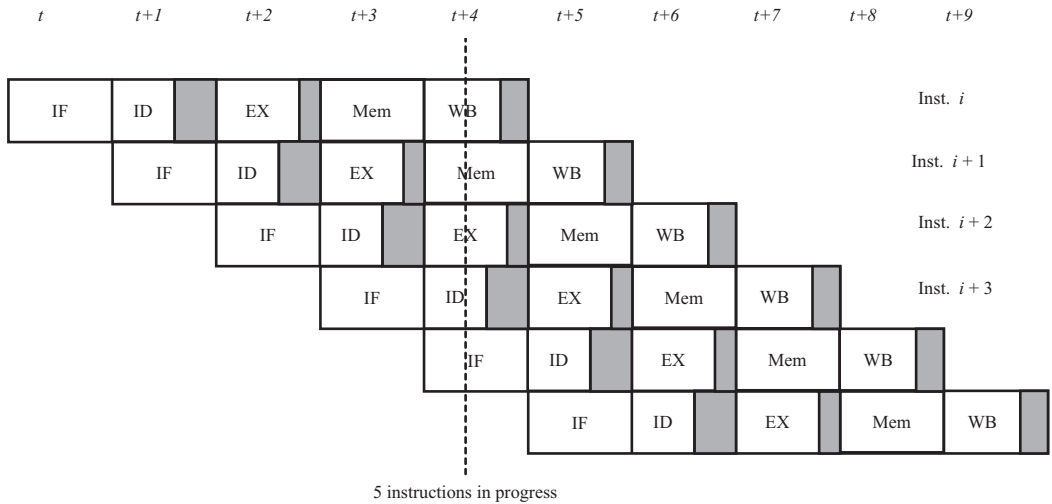 t t+1 t+2 t+3 t+4 t+5 t+6 t+7 t+8 t+9
IF ID EX Mem WB Inst. i
IF ID EX Mem WB Inst. i + 1
IF ID EX Mem WB Inst. i + 2
IF ID EX Mem WB Inst. i + 3
IF ID EX Mem WB
IF ID EX Mem WB
5 instructions in progress